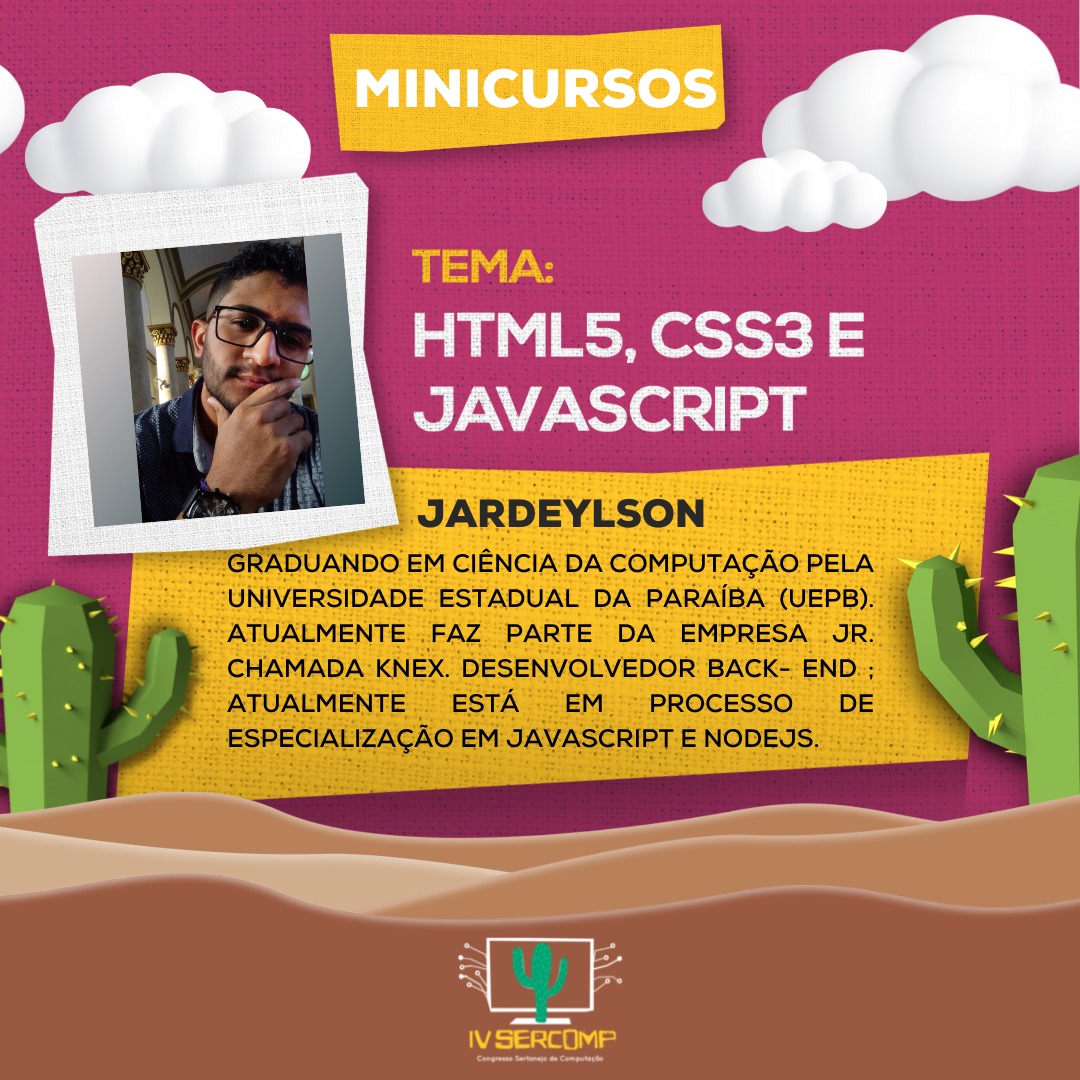 MINICURSOS
TEMA:
HTML5, CSS3 E
JAVASCRIPT
JARDEYLSON
GRADUANDO EM CIÊNCIA DA COMPUTAÇÃO PELA
UNIVERSIDADE ESTADUAL DA PARAÍBA (UEPB).
ATUALMENTE FAZ PARTE DA EMPRESA JR.
CHAMADA KNEX. DESENVOLVEDOR BACK- END ;
ATUALMENTE ESTÁ EM PROCESSO DE
ESPECIALIZAÇÃO EM JAVASCRIPT E NODEJS.
IV SERCOMP
Congresso Sertanejo de Computação